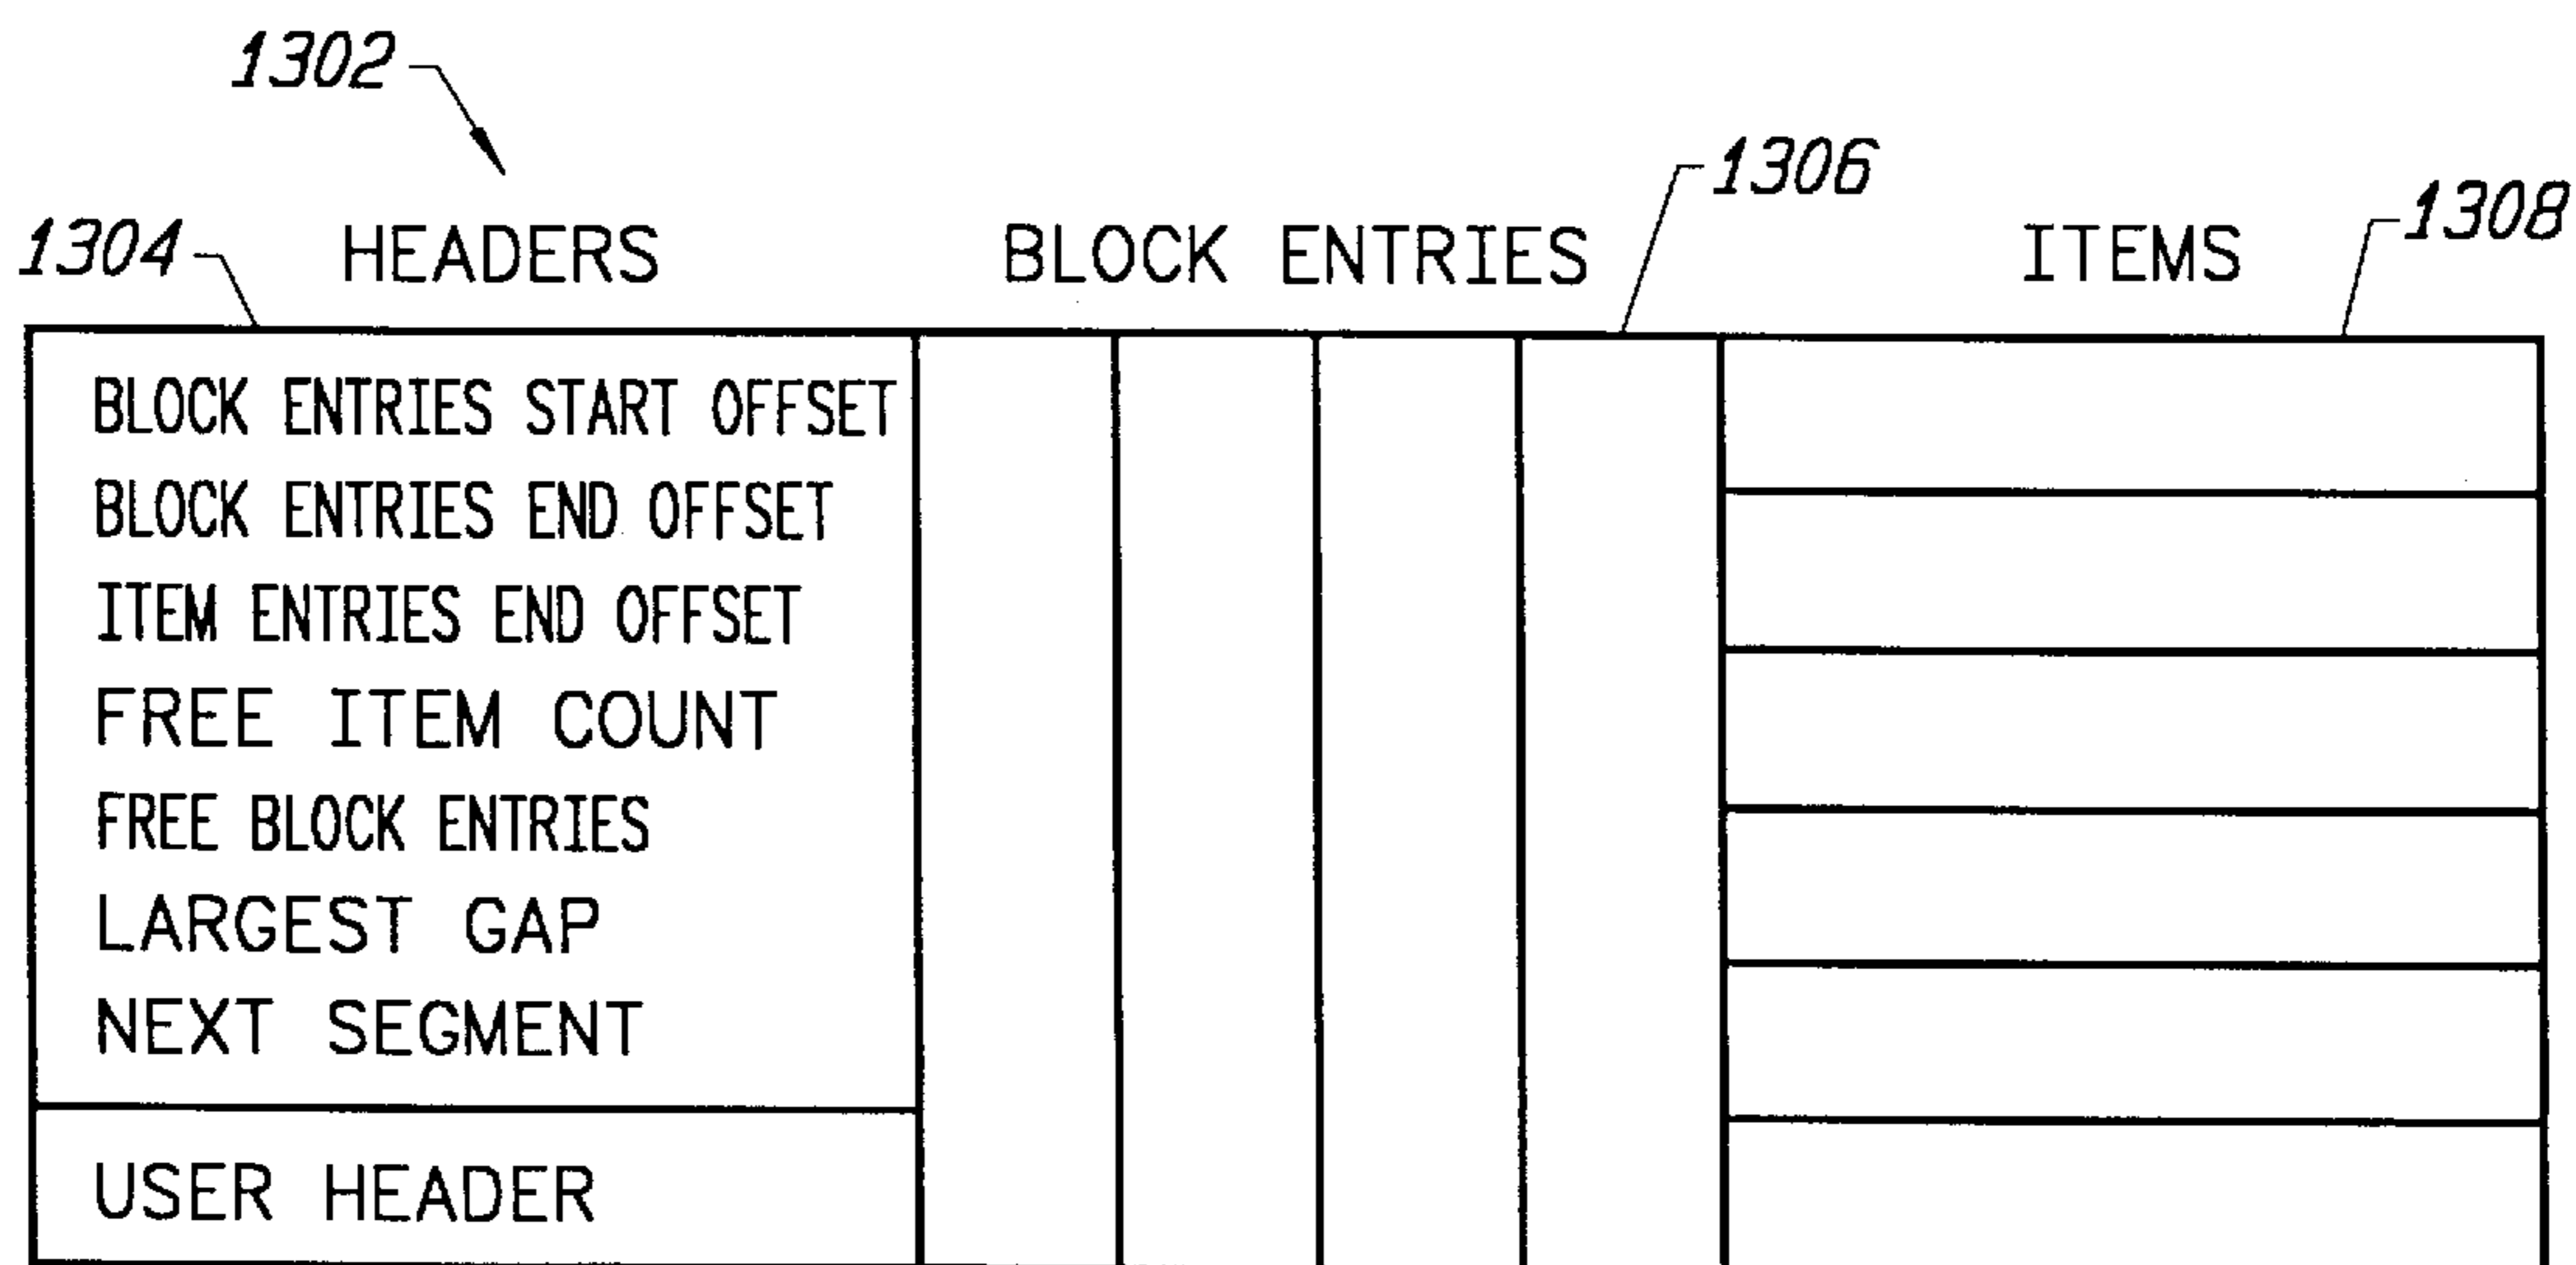 1302
1306
1308
1304 HEADERS BLOCK ENTRIES ITEMS
BLOCK ENTRIES START OFFSET
BLOCK ENTRIES END OFFSET
ITEM ENTRIES END OFFSET
FREE ITEM COUNT
FREE BLOCK ENTRIES
LARGEST GAP
NEXT SEGMENT
USER HEADER